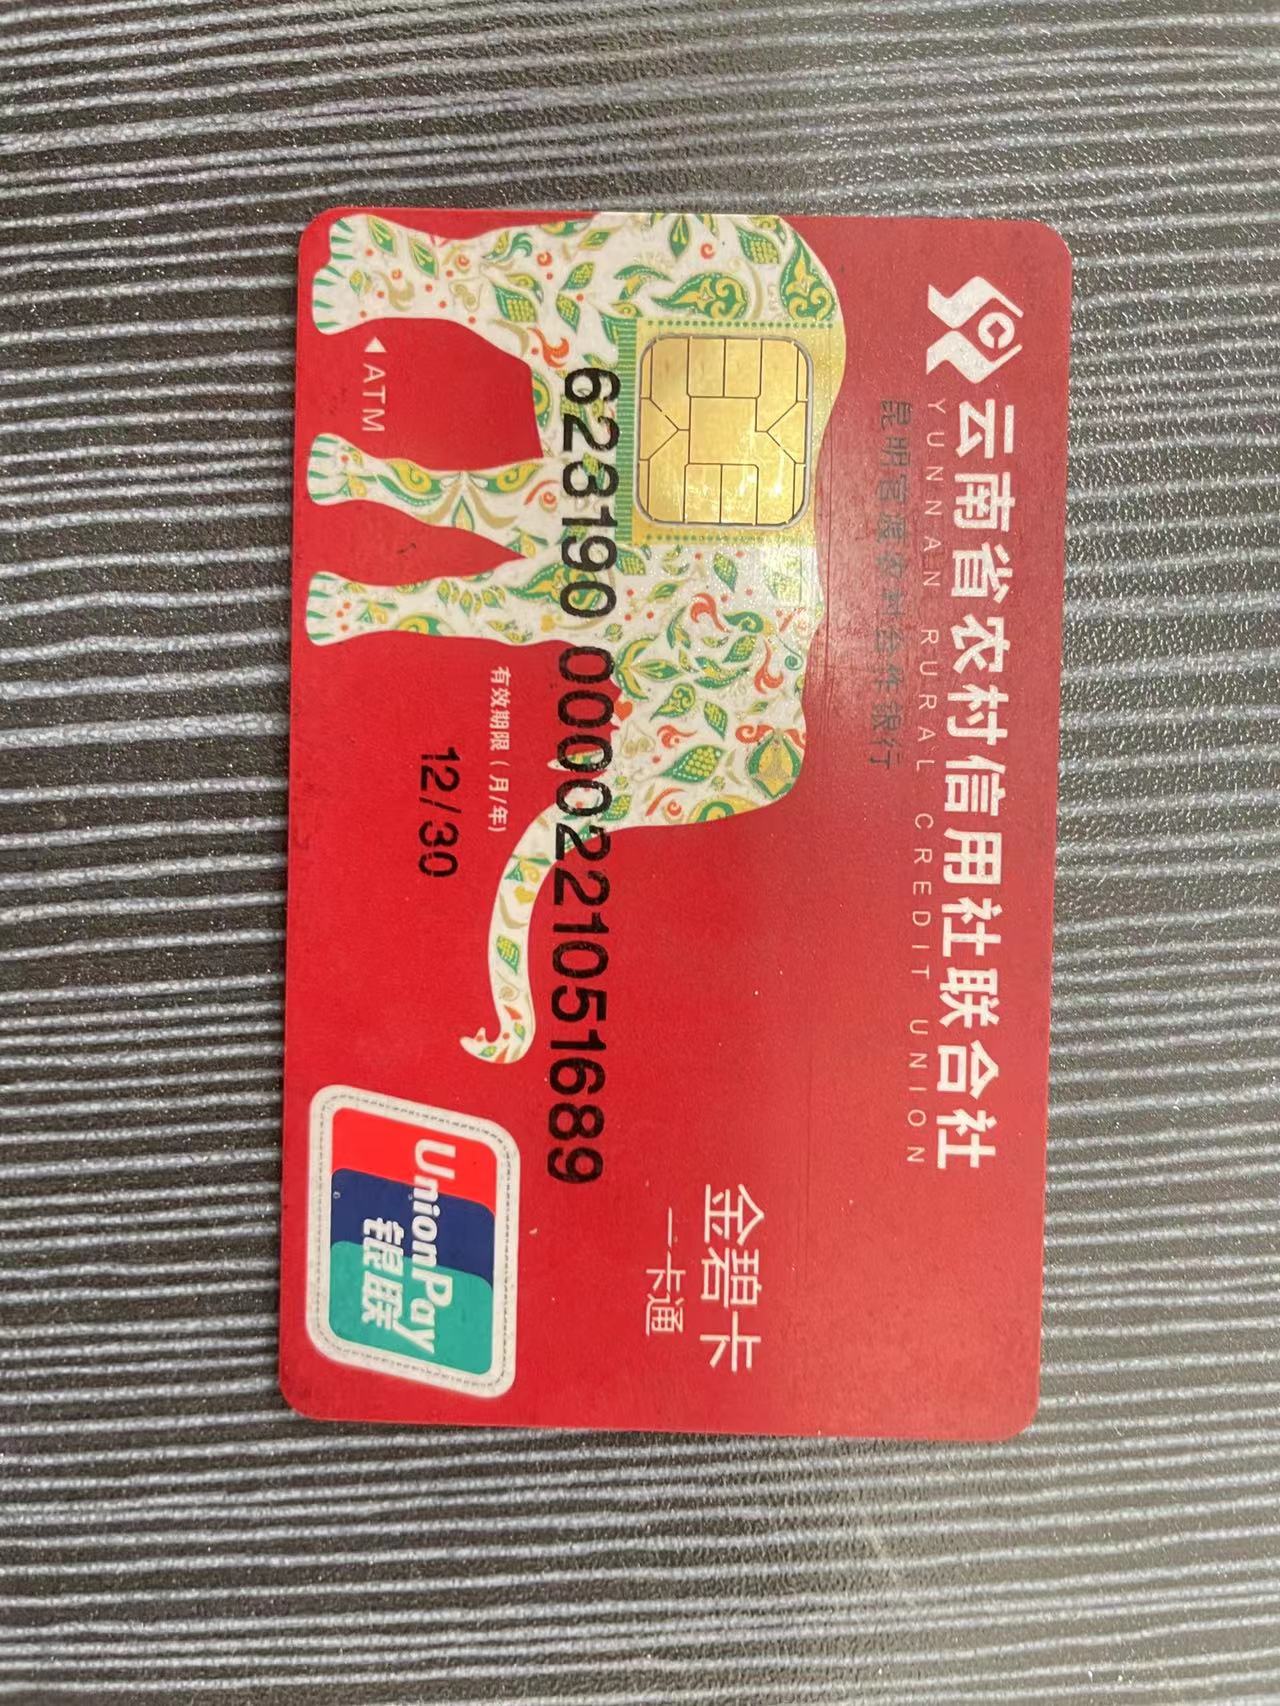 云南省农村信用社联合社
YUNNAN RURAL CREDIT UNION
昆明官渡农村合作银行
金碧卡
一卡通
623190 0000221051689
有效期限（月/年）
12/30
◀ATM
UnionPay
银联